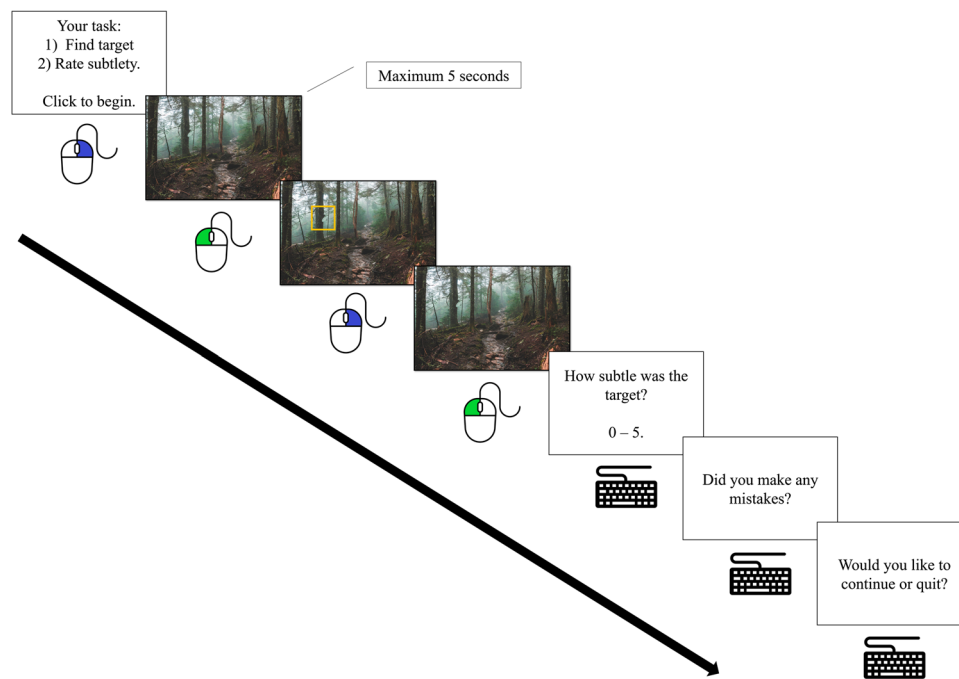 Your task:
1) Find target
2) Rate subtlety.
Click to begin.
Maximum 5 seconds
How subtle was the
target?
0 – 5.
Did you make any
mistakes?
Would you like to
continue or quit?